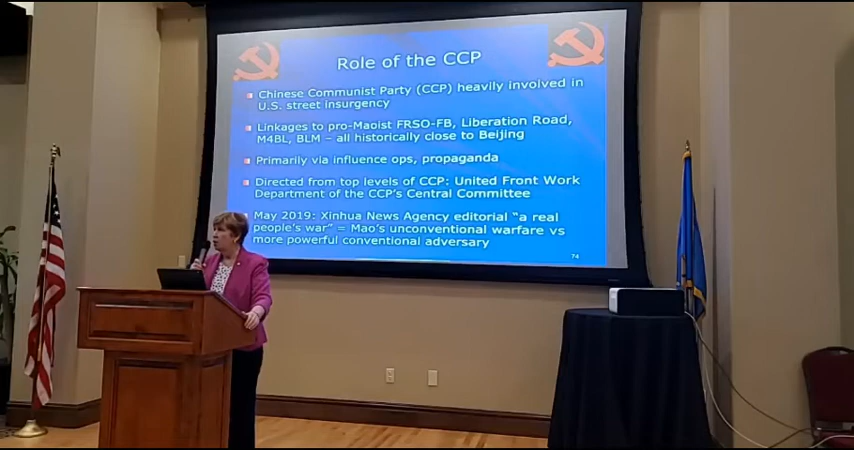 Role of the CCP
Chinese Communist Party (CCP) heavily involved in
U.S. street insurgency
Linkages to pro-Maoist FRSO-FB, Liberation Road,
M4BL, BLM – all historically close to Beijing
Primarily via influence ops, propaganda
Directed from top levels of CCP: United Front Work
Department of the CCP's Central Committee
May 2019: Xinhua News Agency editorial "a real
people's war" = Mao's unconventional warfare vs
more powerful conventional adversary
74